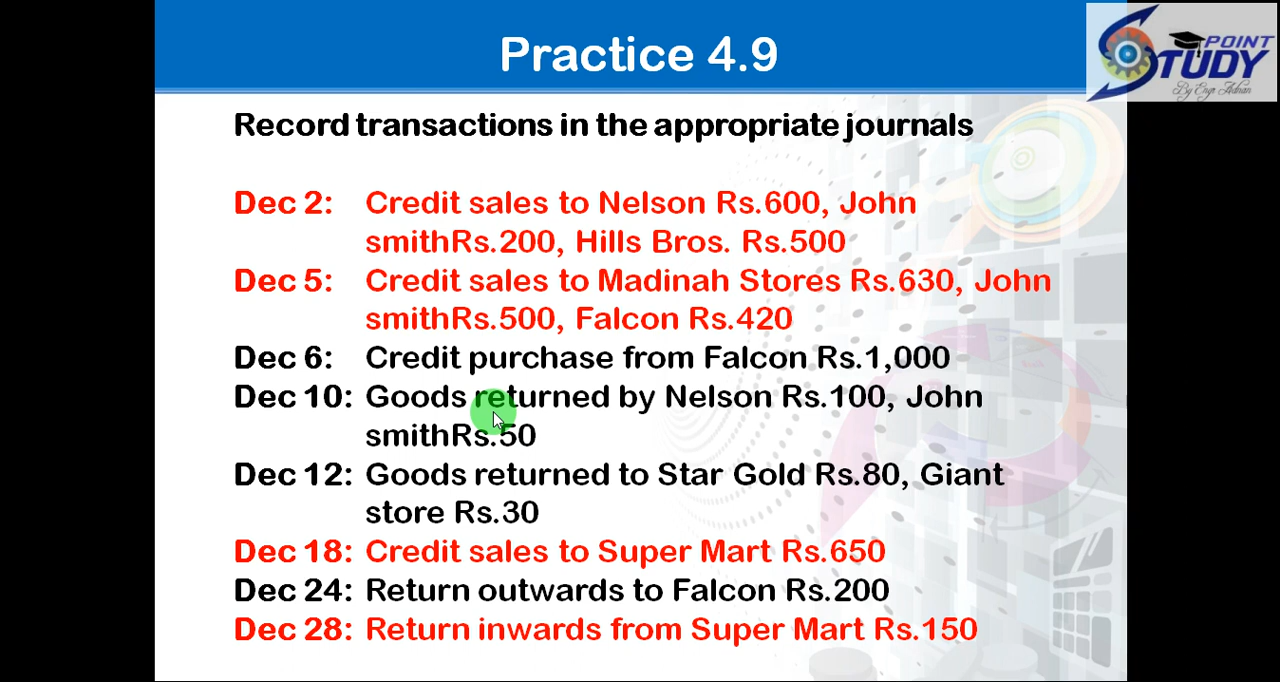 Practice 4.9
POINT
STUDY
By Engr Adnan
Record transactions in the appropriate journals
Dec 2: Credit sales to Nelson Rs.600, John
smithRs.200, Hills Bros. Rs.500
Dec 5: Credit sales to Madinah Stores Rs.630, John
smithRs.500, Falcon Rs.420
Dec 6: Credit purchase from Falcon Rs.1,000
Dec 10: Goods returned by Nelson Rs.100, John
smithRs.50
Dec 12: Goods returned to Star Gold Rs.80, Giant
store Rs.30
Dec 18: Credit sales to Super Mart Rs.650
Dec 24: Return outwards to Falcon Rs.200
Dec 28: Return inwards from Super Mart Rs.150